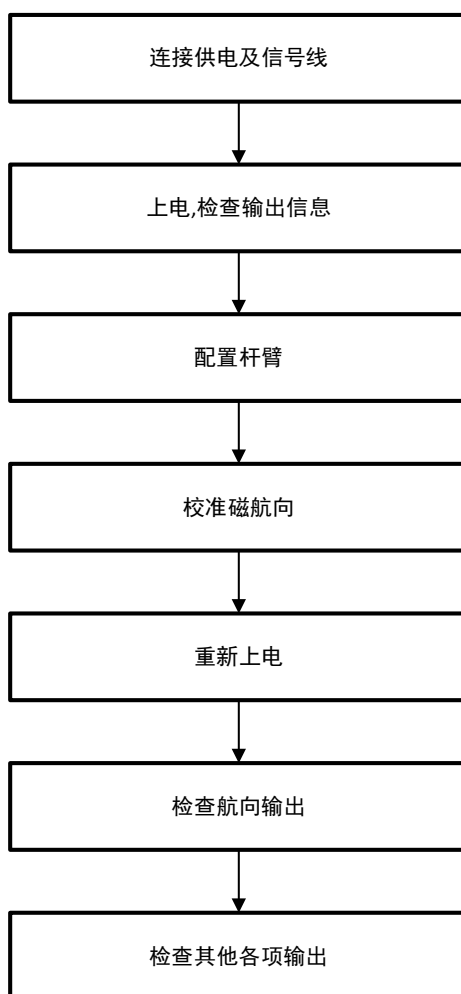 连接供电及信号线
上电,检查输出信息
配置杆臂
校准磁航向
重新上电
检查航向输出
检查其他各项输出